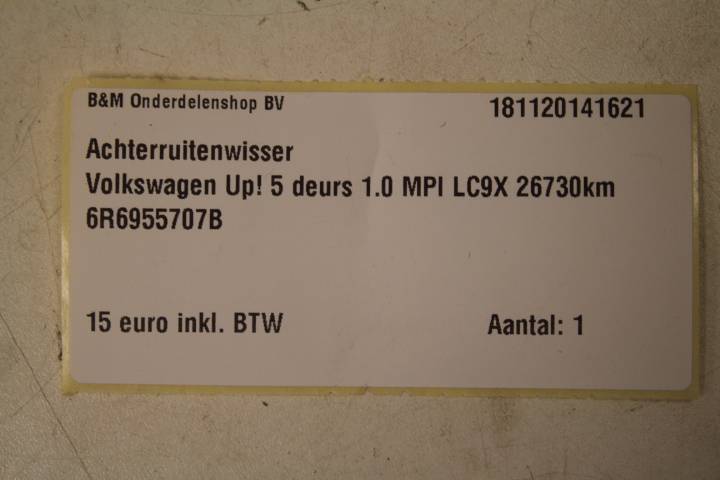 B&M Onderdelenshop BV 181120141621
Achterruitenwisser
Volkswagen Up! 5 deurs 1.0 MPI LC9X 26730km
6R6955707B
15 euro inkl. BTW Aantal: 1